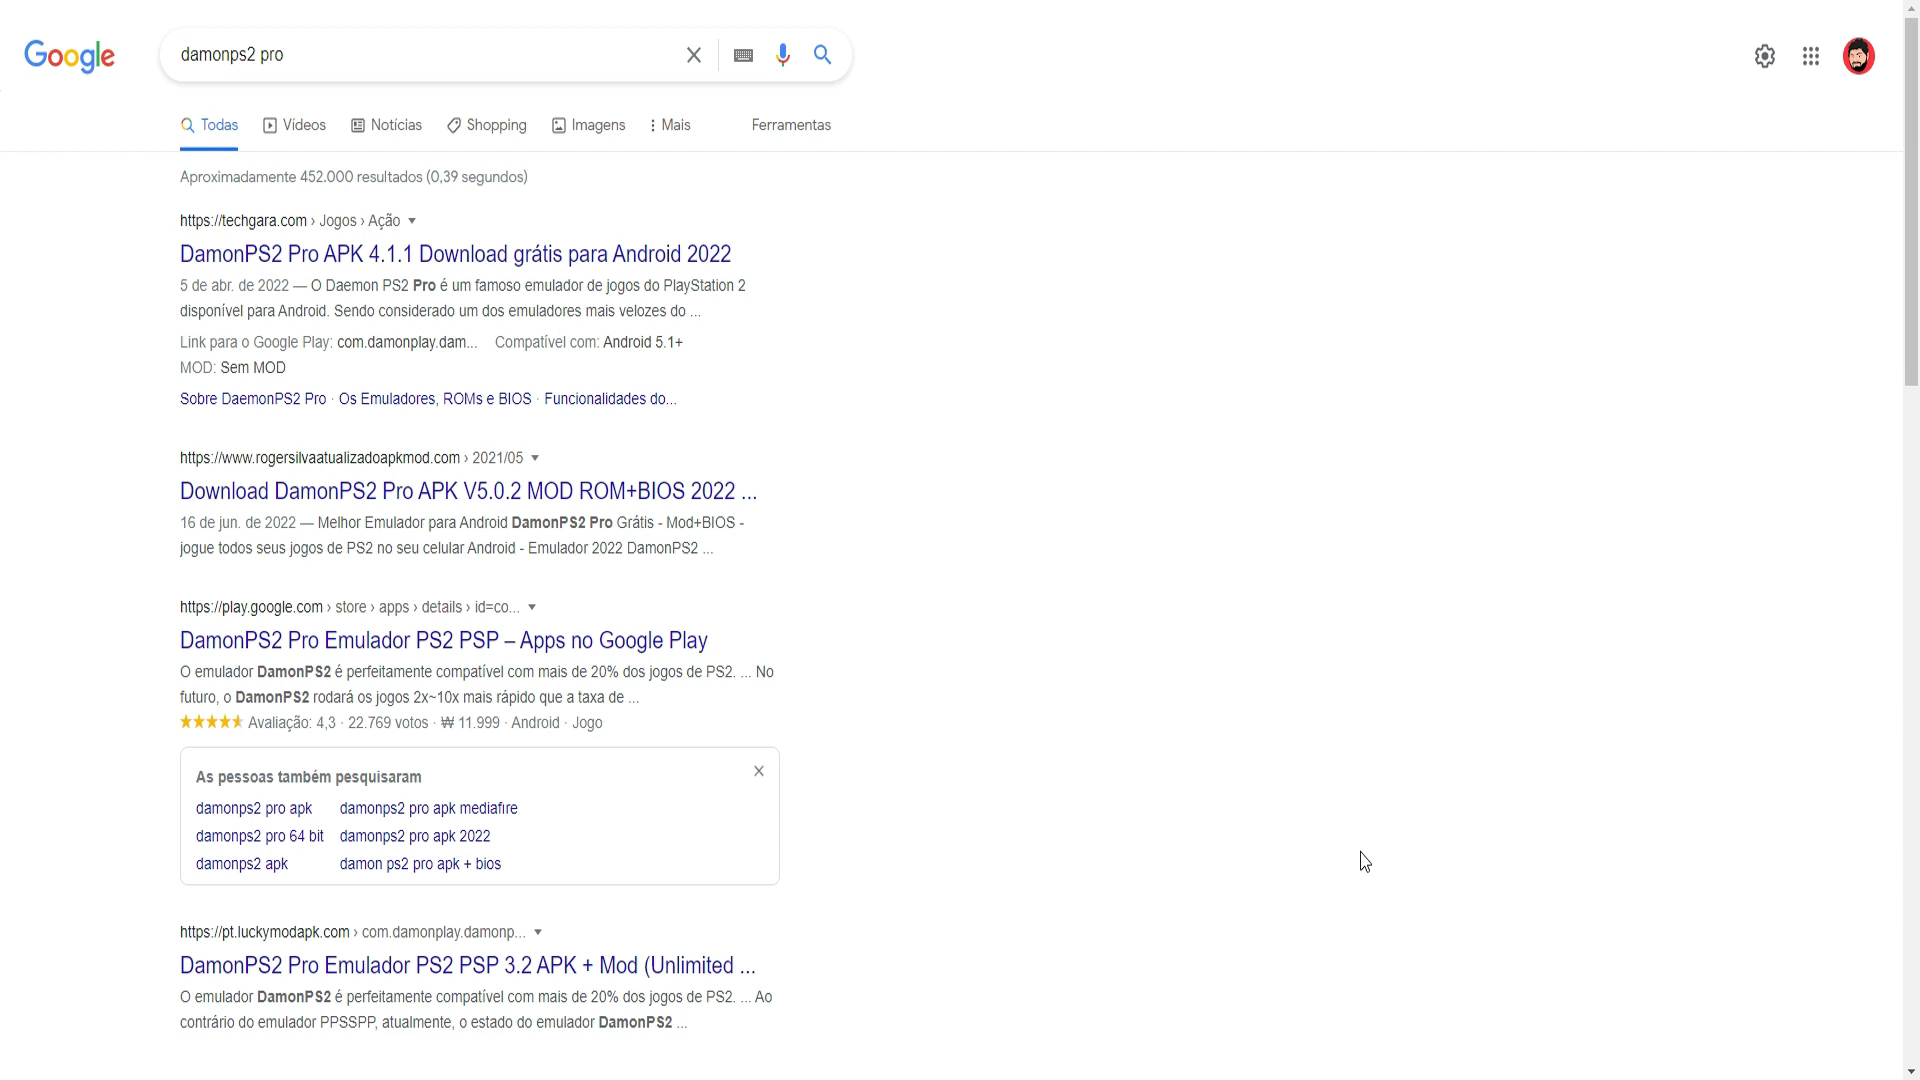 Google
damonps2 pro
Todas Vídeos Notícias Shopping Imagens Mais Ferramentas
Aproximadamente 452.000 resultados (0,39 segundos)
https://techgara.com › Jogos › Ação
DamonPS2 Pro APK 4.1.1 Download grátis para Android 2022
5 de abr. de 2022 — O Daemon PS2 Pro é um famoso emulador de jogos do PlayStation 2
disponível para Android. Sendo considerado um dos emuladores mais velozes do ...
Link para o Google Play: com.damonplay.dam... Compatível com: Android 5.1+
MOD: Sem MOD
Sobre DaemonPS2 Pro · Os Emuladores, ROMs e BIOS · Funcionalidades do...
https://www.rogersilvaatualizadoapkmod.com › 2021/05
Download DamonPS2 Pro APK V5.0.2 MOD ROM+BIOS 2022 ...
16 de jun. de 2022 — Melhor Emulador para Android DamonPS2 Pro Grátis - Mod+BIOS -
jogue todos seus jogos de PS2 no seu celular Android - Emulador 2022 DamonPS2 ...
https://play.google.com › store › apps › details › id=co...
DamonPS2 Pro Emulador PS2 PSP – Apps no Google Play
O emulador DamonPS2 é perfeitamente compatível com mais de 20% dos jogos de PS2. ... No
futuro, o DamonPS2 rodará os jogos 2x~10x mais rápido que a taxa de ...
Avaliação: 4,3 · 22.769 votos · ₩ 11.999 · Android · Jogo
As pessoas também pesquisaram
damonps2 pro apk damonps2 pro apk mediafıre
damonps2 pro 64 bit damonps2 pro apk 2022
damonps2 apk damon ps2 pro apk + bios
https://pt.luckymodapk.com › com.damonplay.damonp...
DamonPS2 Pro Emulador PS2 PSP 3.2 APK + Mod (Unlimited ...
O emulador DamonPS2 é perfeitamente compatível com mais de 20% dos jogos de PS2. ... Ao
contrário do emulador PPSSPP, atualmente, o estado do emulador DamonPS2 ...